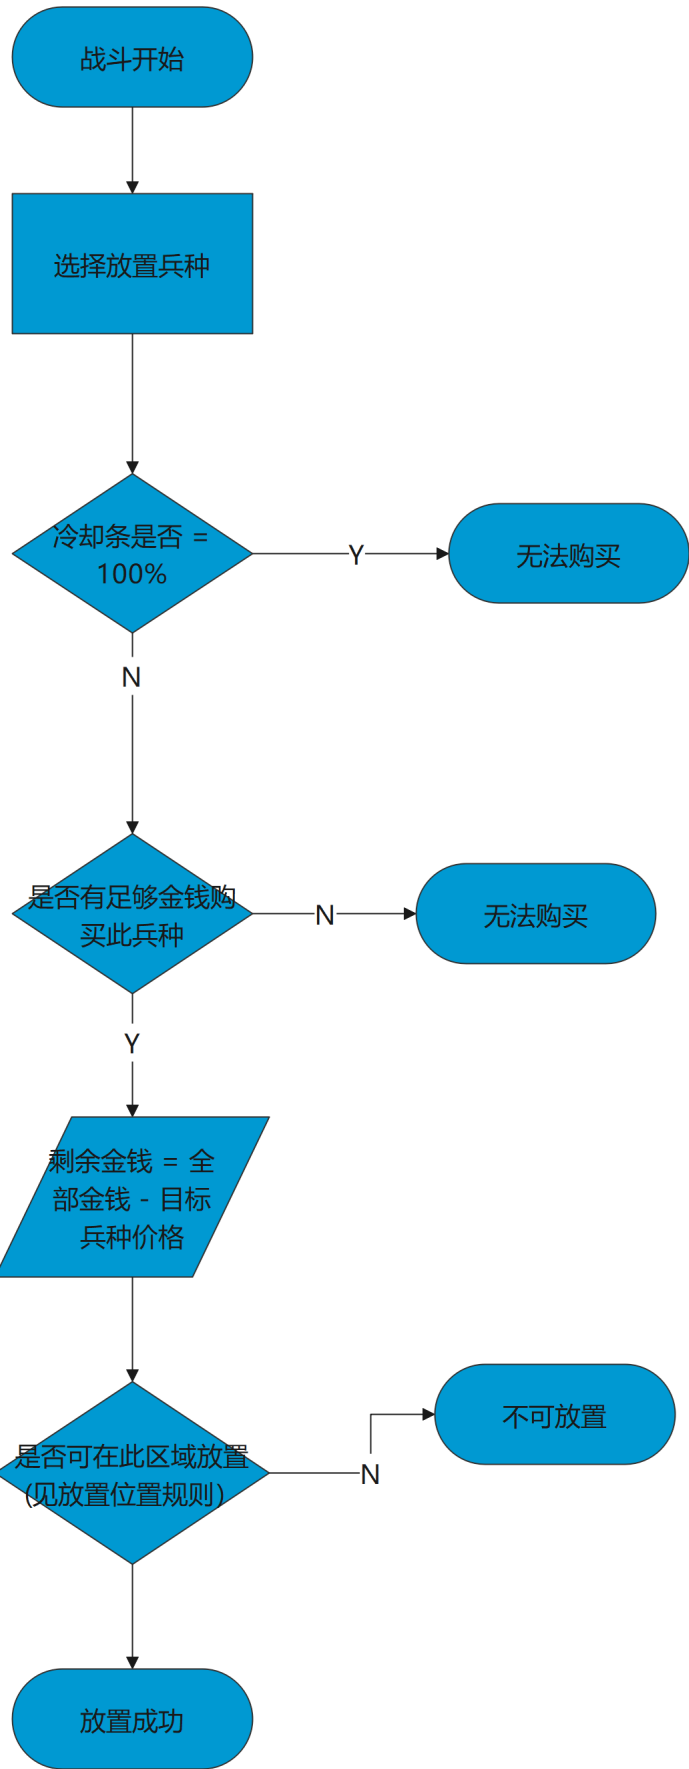 战斗开始
选择放置兵种
冷却条是否 =
100%
Y
无法购买
N
是否有足够金钱购
买此兵种
N
无法购买
Y
剩余金钱 = 全
部金钱 - 目标
兵种价格
不可放置
是否可在此区域放置
(见放置位置规则)
N
放置成功